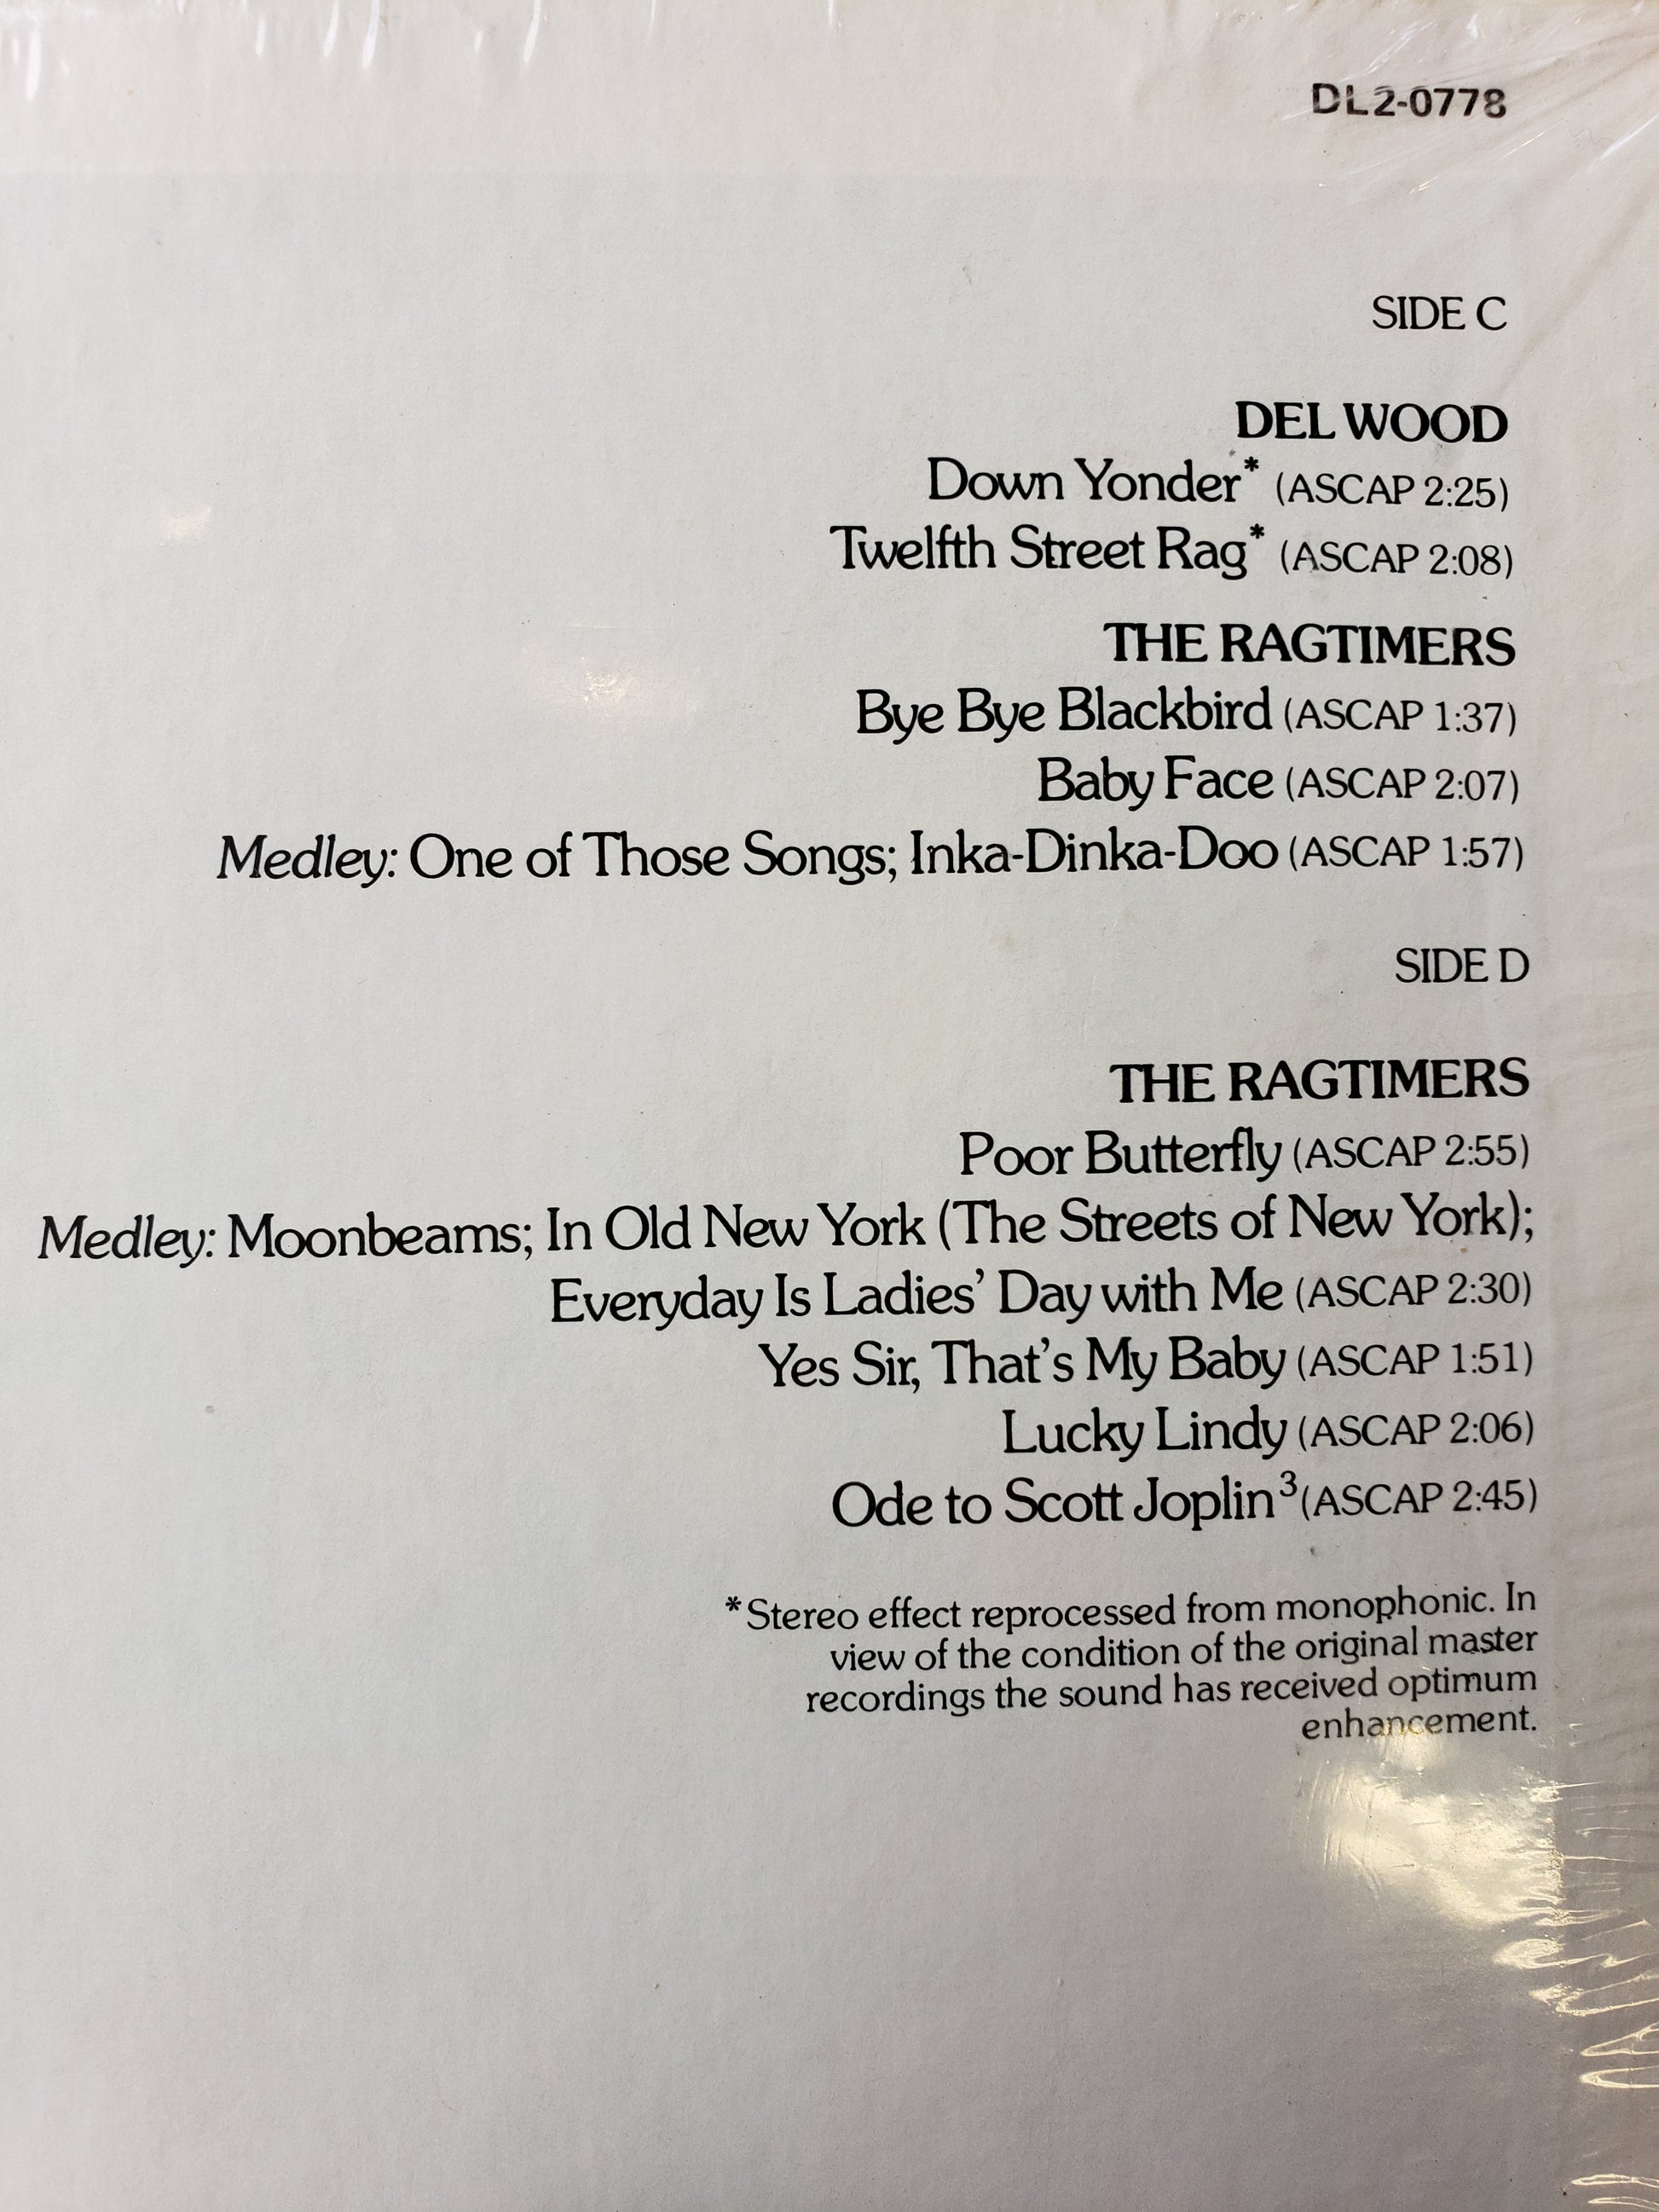 DL2-0778
SIDE C
DEL WOOD
Down Yonder* (ASCAP 2:25)
Twelfth Street Rag* (ASCAP 2:08)
THE RAGTIMERS
Bye Bye Blackbird (ASCAP 1:37)
Baby Face (ASCAP 2:07)
Medley: One of Those Songs; Inka-Dinka-Doo (ASCAP 1:57)
SIDE D
THE RAGTIMERS
Poor Butterfly (ASCAP 2:55)
Medley: Moonbeams; In Old New York (The Streets of New York);
Everyday Is Ladies’ Day with Me (ASCAP 2:30)
Yes Sir, That’s My Baby (ASCAP 1:51)
Lucky Lindy (ASCAP 2:06)
Ode to Scott Joplin³(ASCAP 2:45)
*Stereo effect reprocessed from monophonic. In
view of the condition of the original master
recordings the sound has received optimum
enhancement.